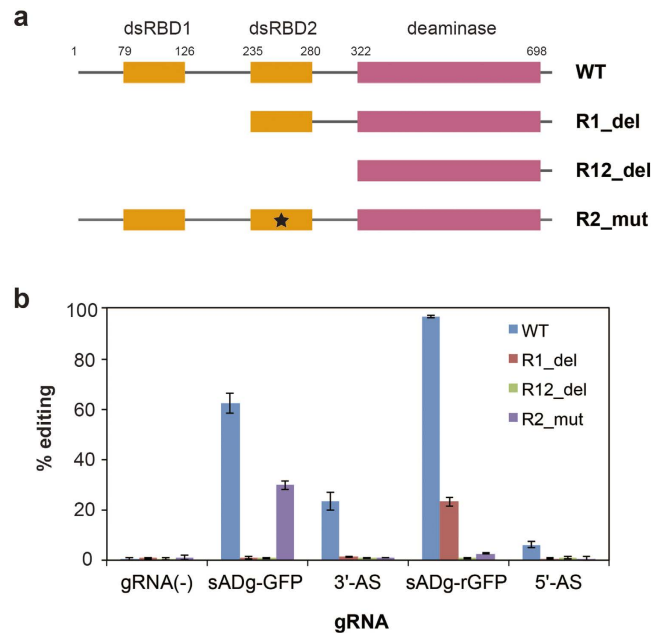 a
dsRBD1 dsRBD2 deaminase
1 79 126 235 280 322 698
WT
R1_del
R12_del
R2_mut
b
% editing
100
80
60
40
20
0
WT
R1_del
R12_del
R2_mut
gRNA(-) sADg-GFP 3'-AS sADg-rGFP 5'-AS
gRNA